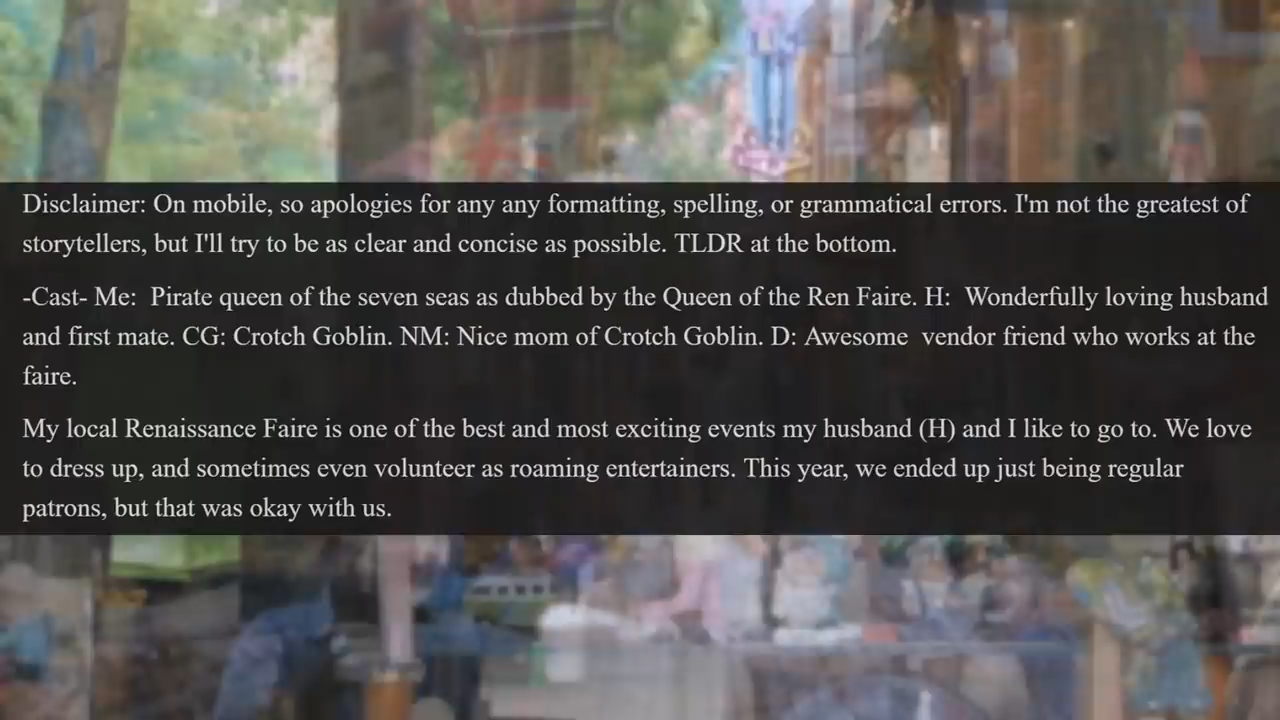 Disclaimer: On mobile, so apologies for any any formatting, spelling, or grammatical errors. I'm not the greatest of
storytellers, but I'll try to be as clear and concise as possible. TLDR at the bottom.
-Cast- Me:  Pirate queen of the seven seas as dubbed by the Queen of the Ren Faire. H:  Wonderfully loving husband
and first mate. CG: Crotch Goblin. NM: Nice mom of Crotch Goblin. D: Awesome  vendor friend who works at the
faire.
My local Renaissance Faire is one of the best and most exciting events my husband (H) and I like to go to. We love
to dress up, and sometimes even volunteer as roaming entertainers. This year, we ended up just being regular
patrons, but that was okay with us.